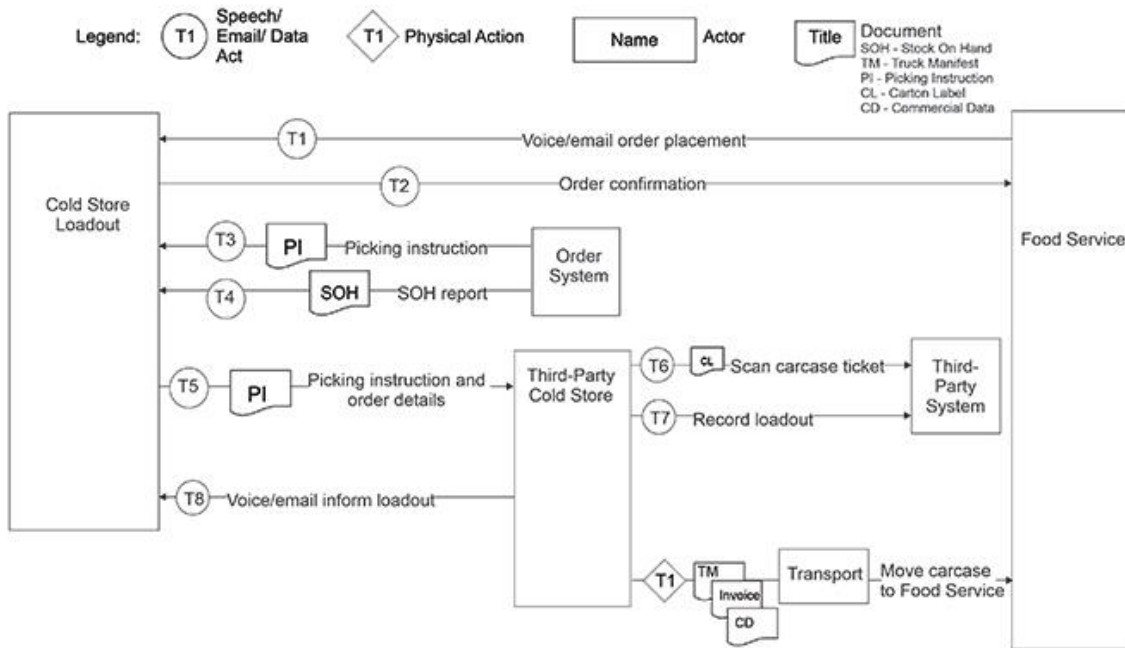 Legend:
T1
Speech/
Email/ Data
Act
T1
Physical Action
Name
Actor
Title
Document
SOH - Stock On Hand
TM - Truck Manifest
PI - Picking Instruction
CL - Carton Label
CD - Commercial Data
Cold Store
Loadout
Food Service
T1
Voice/email order placement
T2
Order confirmation
T3
PI
Picking instruction
Order
System
T4
SOH
SOH report
T5
PI
Picking instruction and
order details
Third-Party
Cold Store
T6
CL
Scan carcase ticket
Third-
Party
System
T7
Record loadout
T8
Voice/email inform loadout
T1
TM
Invoice
CD
Transport
Move carcase
to Food Service